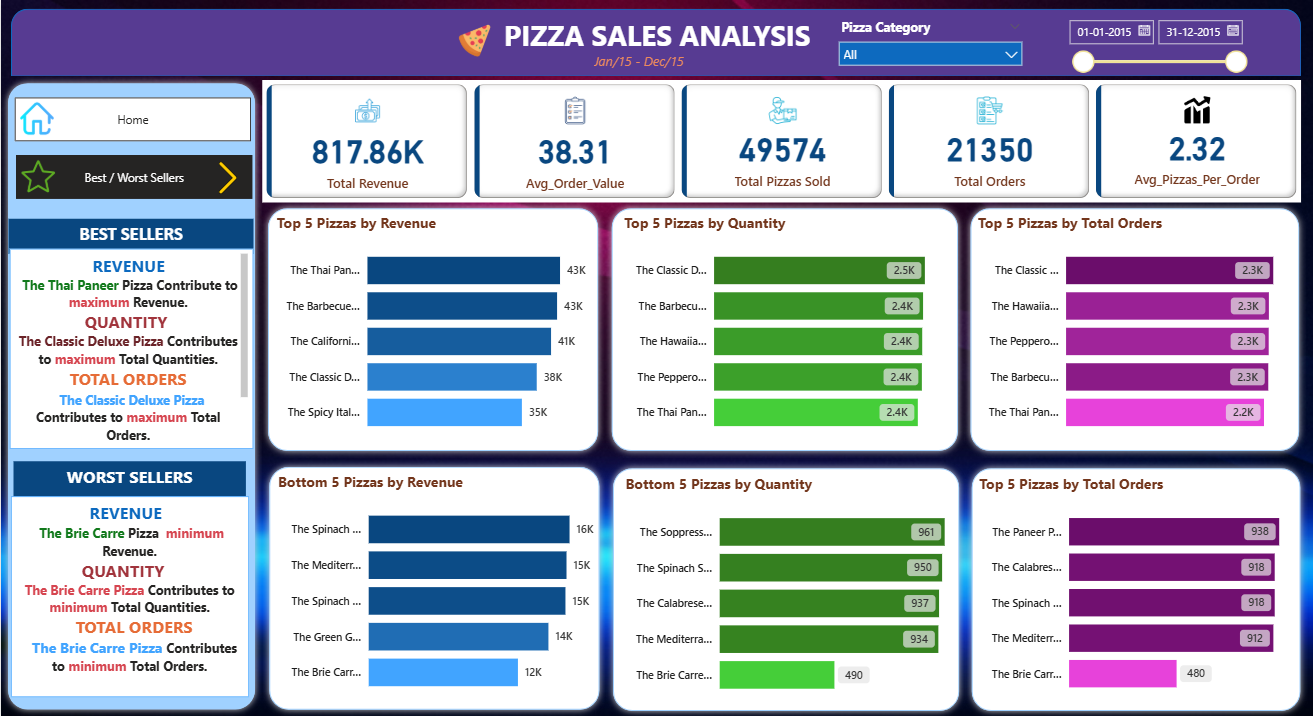 PIZZA SALES ANALYSIS
Jan/15 - Dec/15
Pizza Category
All
01-01-2015
31-12-2015
Home
Best / Worst Sellers
817.86K
Total Revenue
38.31
Avg_Order_Value
49574
Total Pizzas Sold
21350
Total Orders
2.32
Avg_Pizzas_Per_Order
BEST SELLERS
REVENUE
The Thai Paneer Pizza Contribute to
maximum Revenue.
QUANTITY
The Classic Deluxe Pizza Contributes
to maximum Total Quantities.
TOTAL ORDERS
The Classic Deluxe Pizza
Contributes to maximum Total
Orders.
WORST SELLERS
REVENUE
The Brie Carre Pizza minimum
Revenue.
QUANTITY
The Brie Carre Pizza Contributes to
minimum Total Quantities.
TOTAL ORDERS
The Brie Carre Pizza Contributes
to minimum Total Orders.
Top 5 Pizzas by Revenue
The Thai Pan... 43K
The Barbecue... 43K
The Californi... 41K
The Classic D... 38K
The Spicy Ital... 35K
Top 5 Pizzas by Quantity
The Classic D... 2.5K
The Barbecu... 2.4K
The Hawaiia... 2.4K
The Peppero... 2.4K
The Thai Pan... 2.4K
Top 5 Pizzas by Total Orders
The Classic ... 2.3K
The Hawaiia... 2.3K
The Peppero... 2.3K
The Barbecu... 2.3K
The Thai Pan... 2.2K
Bottom 5 Pizzas by Revenue
The Spinach ... 16K
The Mediterr... 15K
The Spinach ... 15K
The Green G... 14K
The Brie Carr... 12K
Bottom 5 Pizzas by Quantity
The Soppress... 961
The Spinach S... 950
The Calabrese... 937
The Mediterra... 934
The Brie Carre... 490
Top 5 Pizzas by Total Orders
The Paneer P... 938
The Calabres... 918
The Spinach ... 918
The Mediterr... 912
The Brie Carr... 480